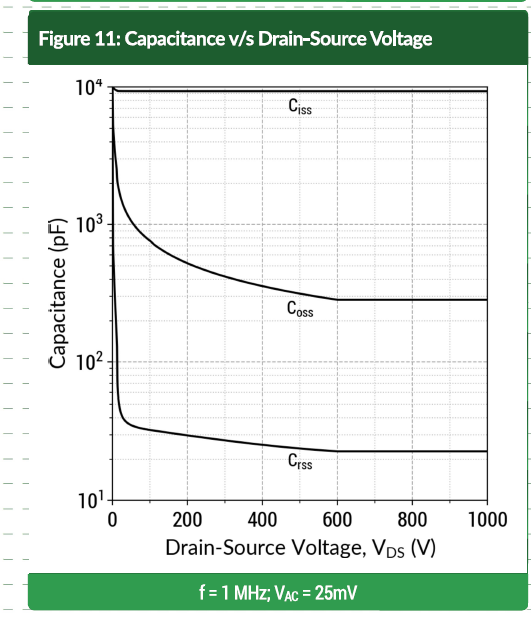 Figure 11: Capacitance v/s Drain-Source Voltage
10⁴
Ciss
10³
Capacitance (pF)
Coss
10²
Crss
10¹
0 200 400 600 800 1000
Drain-Source Voltage, VDS (V)
f = 1 MHz; VAC = 25mV